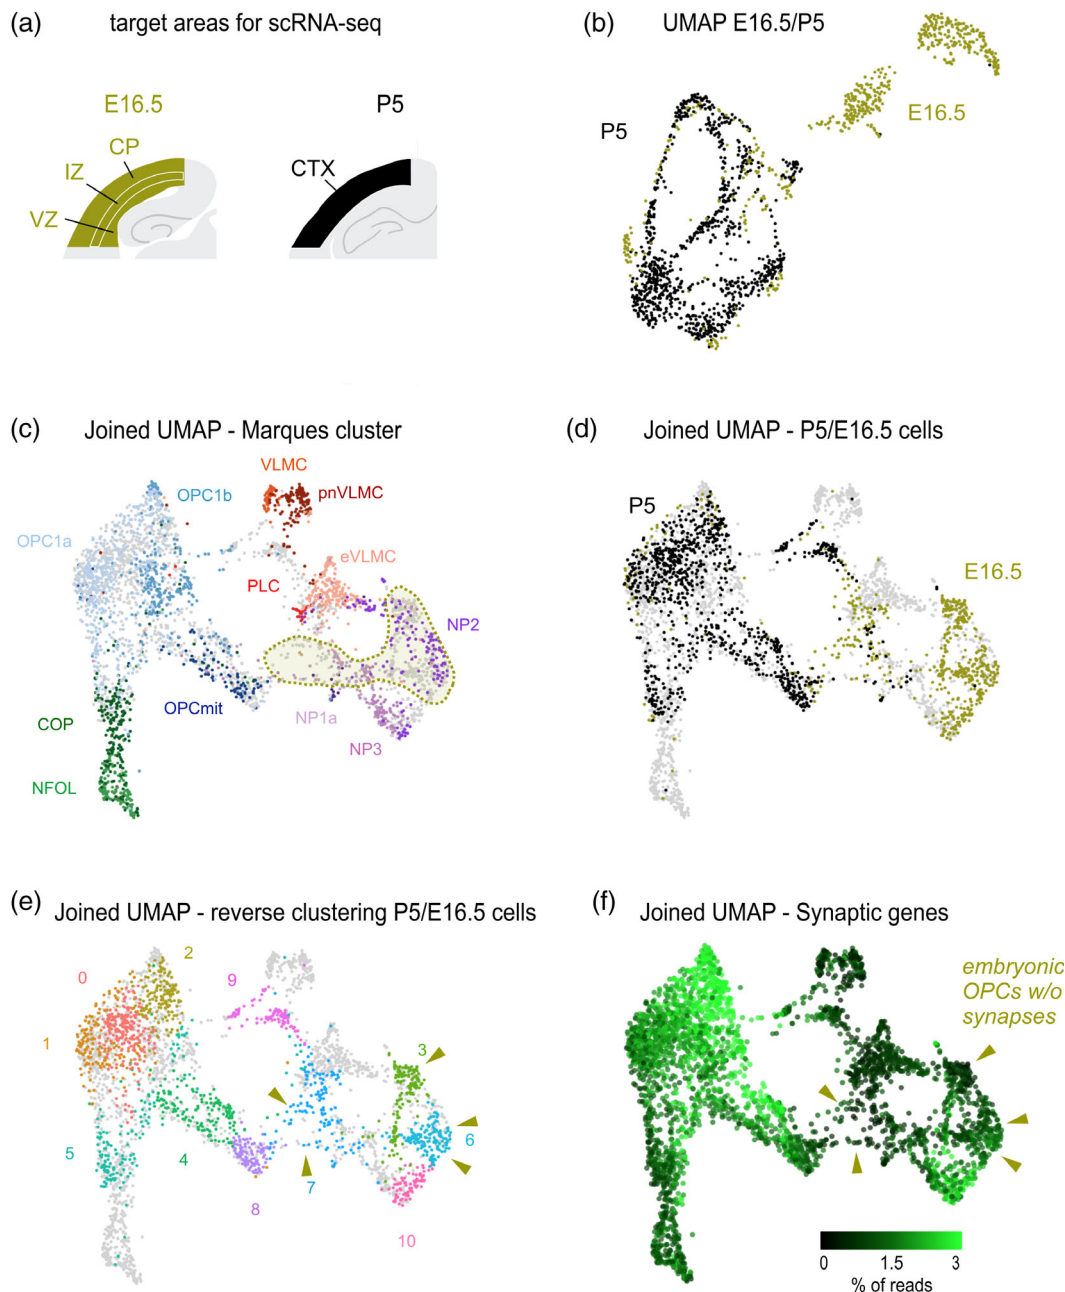 (a) target areas for scRNA-seq
E16.5
P5
CP
IZ
VZ
CTX
(b) UMAP E16.5/P5
P5
E16.5
(c) Joined UMAP - Marques cluster
VLMC
OPC1b
pnVLMC
OPC1a
eVLMC
PLC
NP2
OPCmit
NP1a
COP
NP3
NFOL
(d) Joined UMAP - P5/E16.5 cells
P5
E16.5
(e) Joined UMAP - reverse clustering P5/E16.5 cells
0
2
9
1
3
6
5
4
7
8
10
(f) Joined UMAP - Synaptic genes
embryonic
OPCs w/o
synapses
0 1.5 3
% of reads